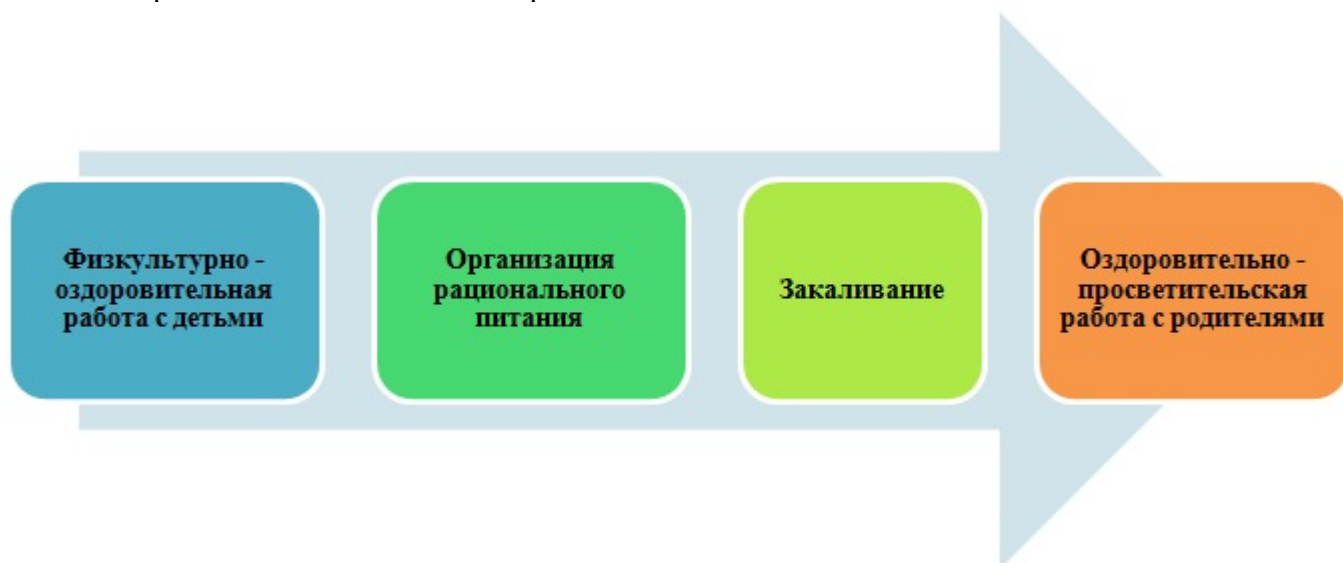 Физкультурно -
оздоровительная
работа с детьми
Организация
рационального
питания
Закаливание
Оздоровительно -
просветительская
работа с родителями